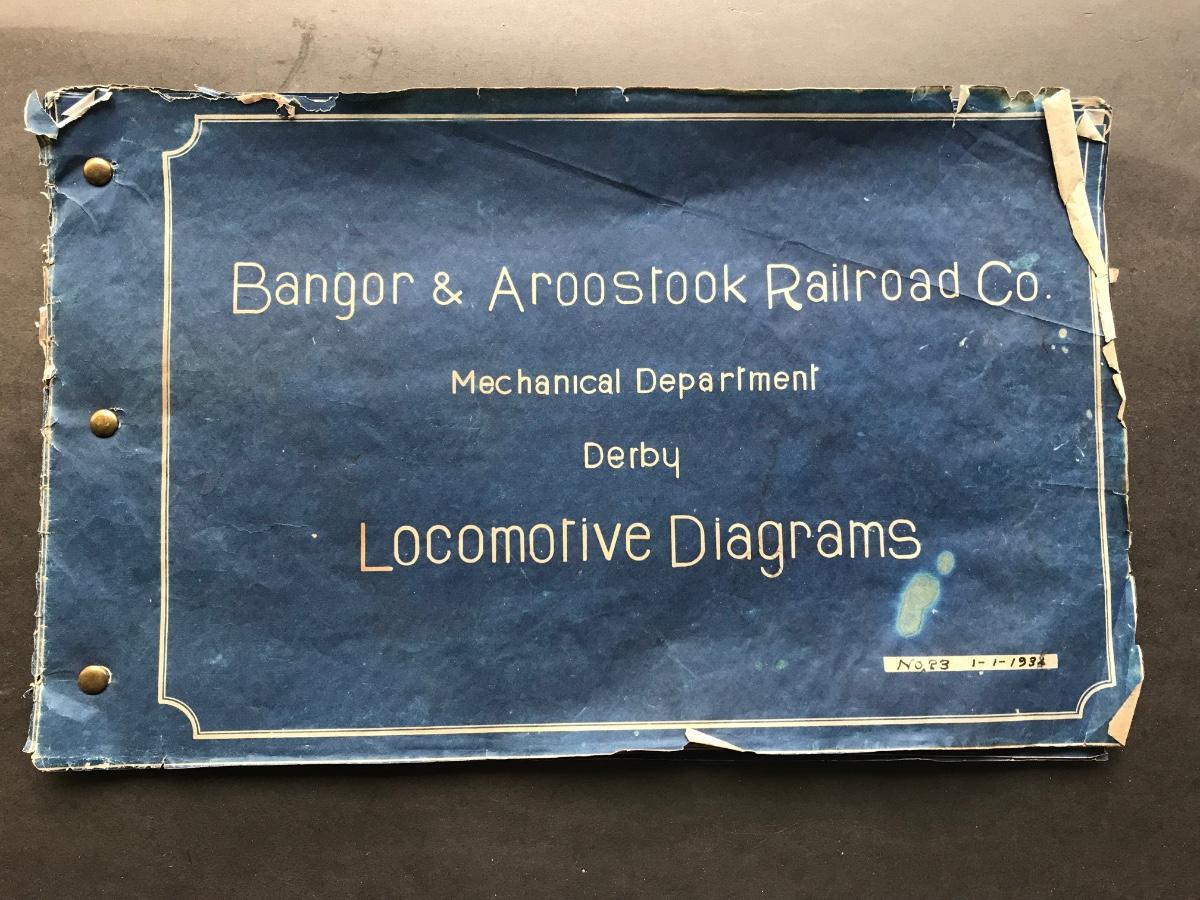 Bangor & Aroostook Railroad Co.
Mechanical Department
Derby
Locomotive Diagrams
No. 83 1-1-1934